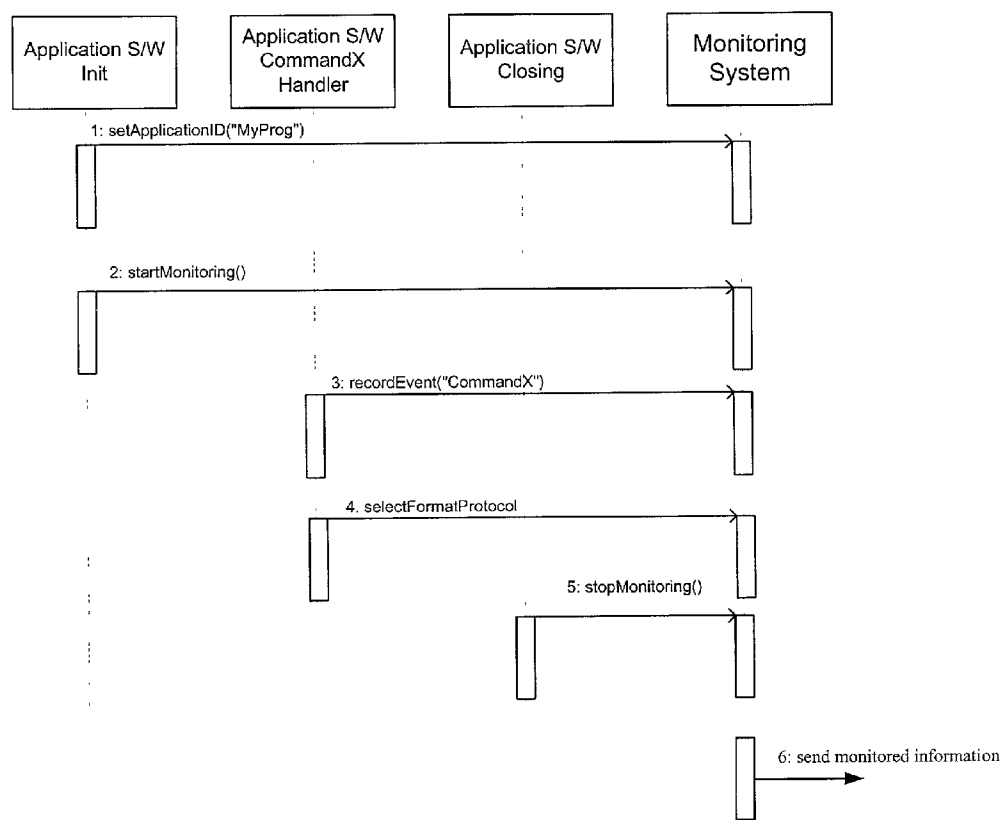 Application S/W
Init
Application S/W
CommandX
Handler
Application S/W
Closing
Monitoring
System
1: setApplicationID("MyProg")
2: startMonitoring()
3: recordEvent("CommandX")
4. selectFormatProtocol
5: stopMonitoring()
6: send monitored information